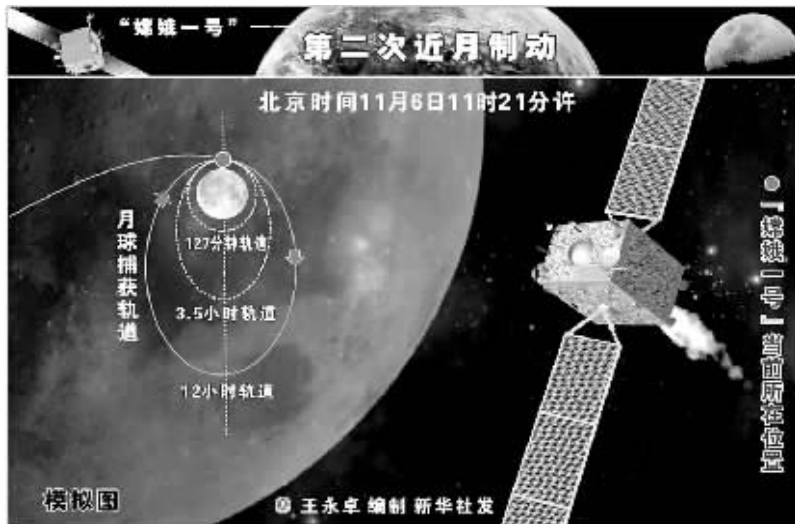 “嫦娥一号”
第二次近月制动
北京时间11月6日11时21分许
月球捕获轨道
127分钟轨道
3.5小时轨道
12小时轨道
『嫦娥一号』当前所在位置
模拟图
王永卓 编制 新华社发